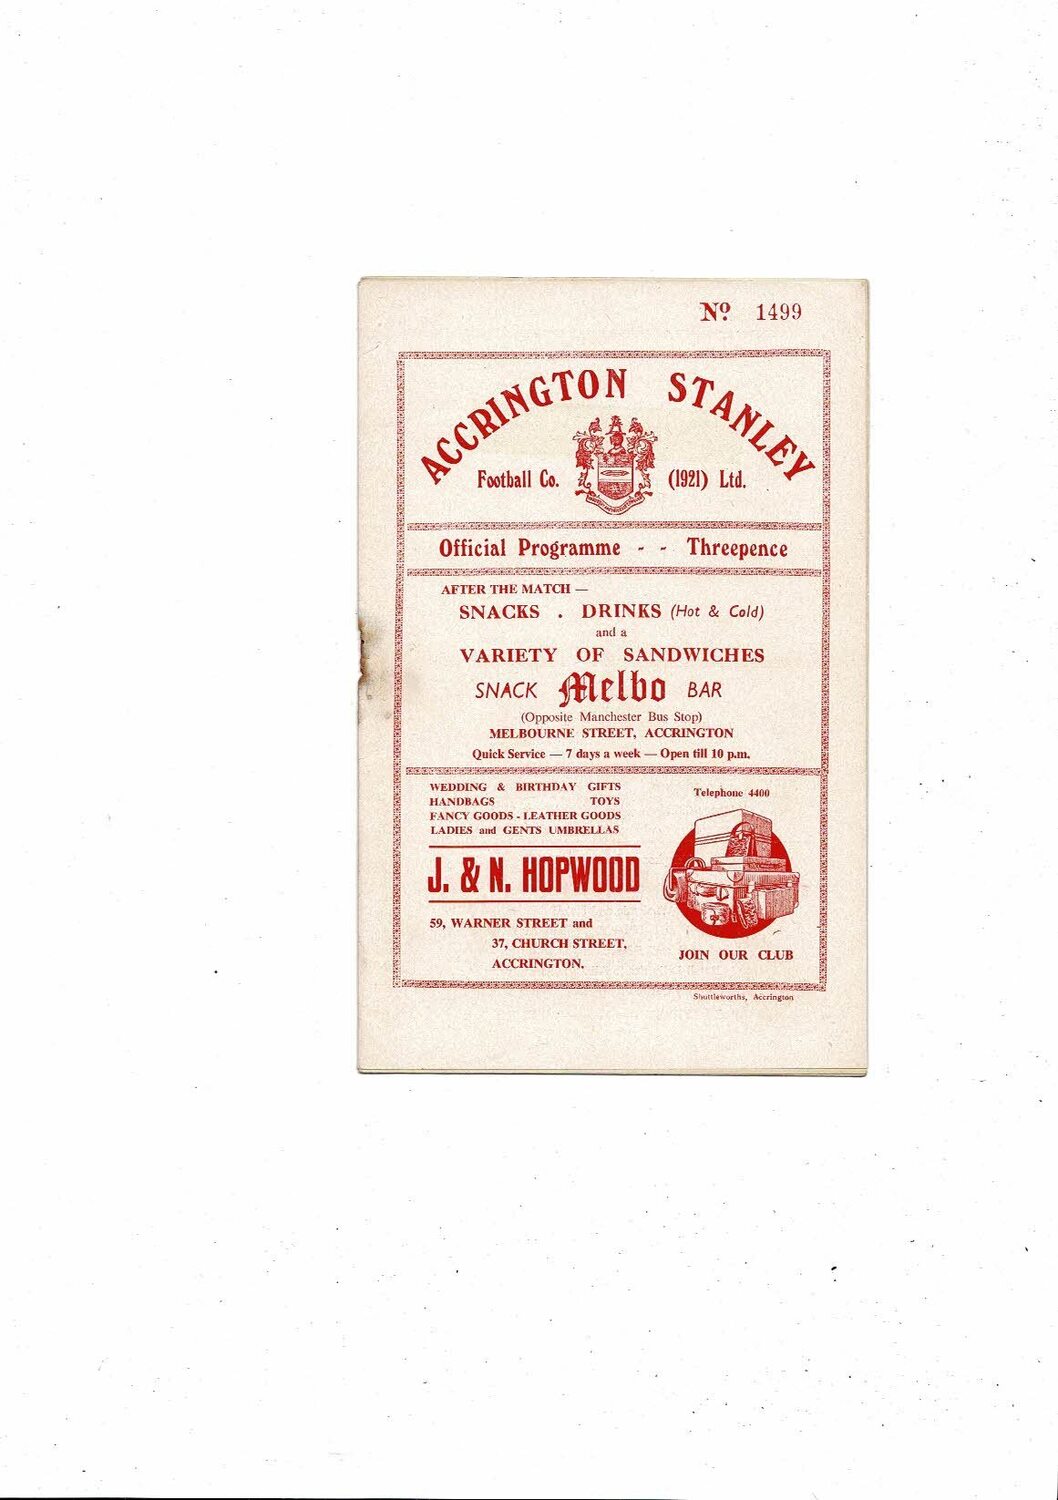 Nº 1499
ACCRINGTON STANLEY
Football Co. (1921) Ltd.
Official Programme - - Threepence
AFTER THE MATCH —
SNACKS . DRINKS (Hot & Cold)
and a
VARIETY OF SANDWICHES
SNACK Melbo BAR
(Opposite Manchester Bus Stop)
MELBOURNE STREET, ACCRINGTON
Quick Service — 7 days a week — Open till 10 p.m.
WEDDING & BIRTHDAY GIFTS
HANDBAGS TOYS
FANCY GOODS - LEATHER GOODS
LADIES and GENTS UMBRELLAS
J. & N. HOPWOOD
59, WARNER STREET and
37, CHURCH STREET,
ACCRINGTON.
Telephone 4400
JOIN OUR CLUB
Shuttleworths, Accrington